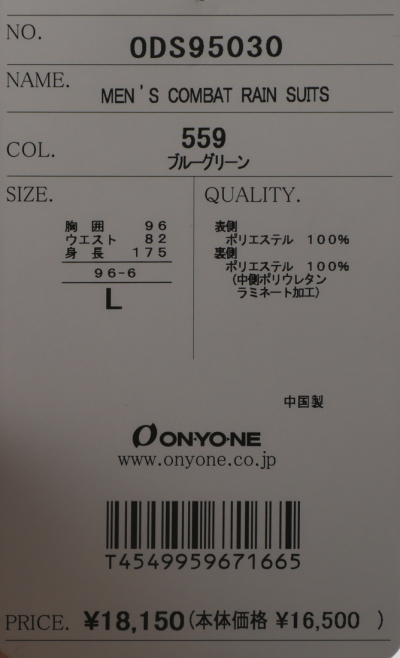 NO. ODS95030
NAME. MEN'S COMBAT RAIN SUITS
COL. 559
ブルーグリーン
SIZE.
胸 囲 96
ウエスト 82
身 長 175
96-6
L
QUALITY.
表側
ポリエステル 100%
裏側
ポリエステル 100%
(中側ポリウレタン
ラミネート加工)
中国製
ON・YO・NE
www.onyone.co.jp
T4549959671665
PRICE. ¥18,150(本体価格 ¥16,500 )